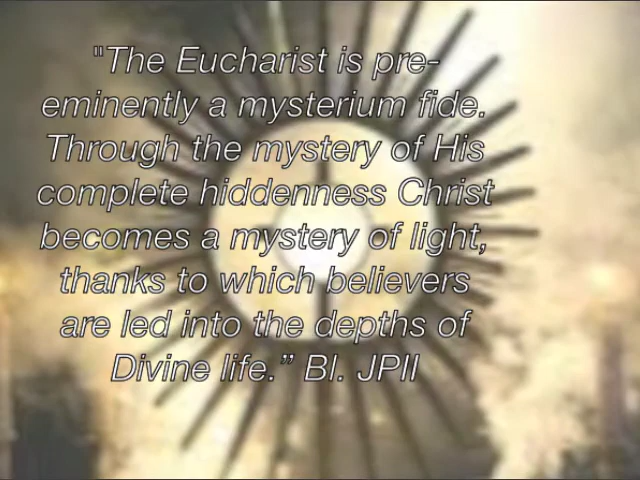 "The Eucharist is pre-
eminently a mysterium fide.
Through the mystery of His
complete hiddenness Christ
becomes a mystery of light,
thanks to which believers
are led into the depths of
Divine life.” Bl. JPII